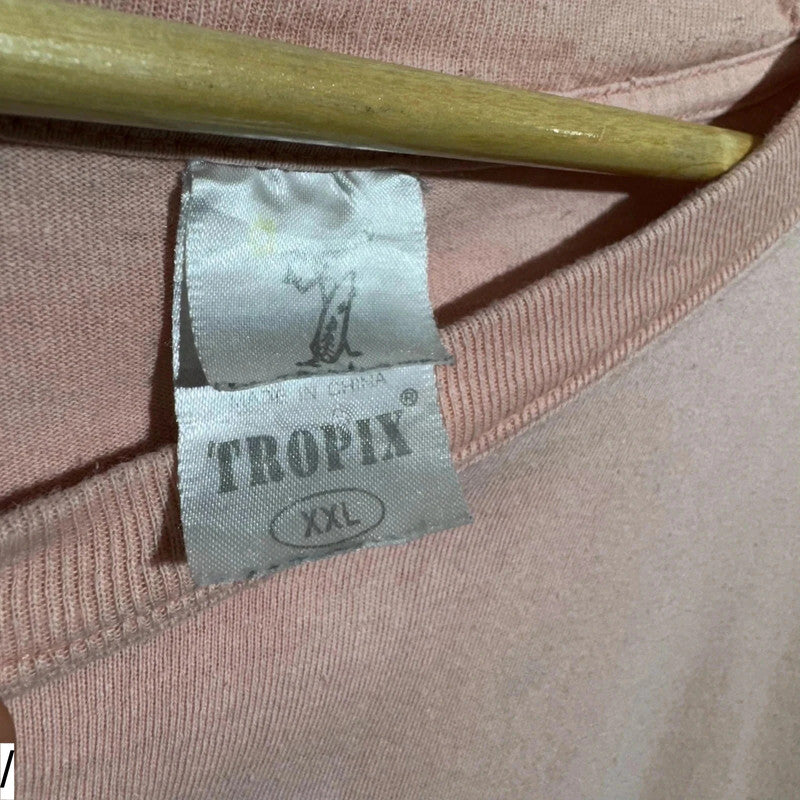 MADE IN CHINA
TROPIX®
XXL
/